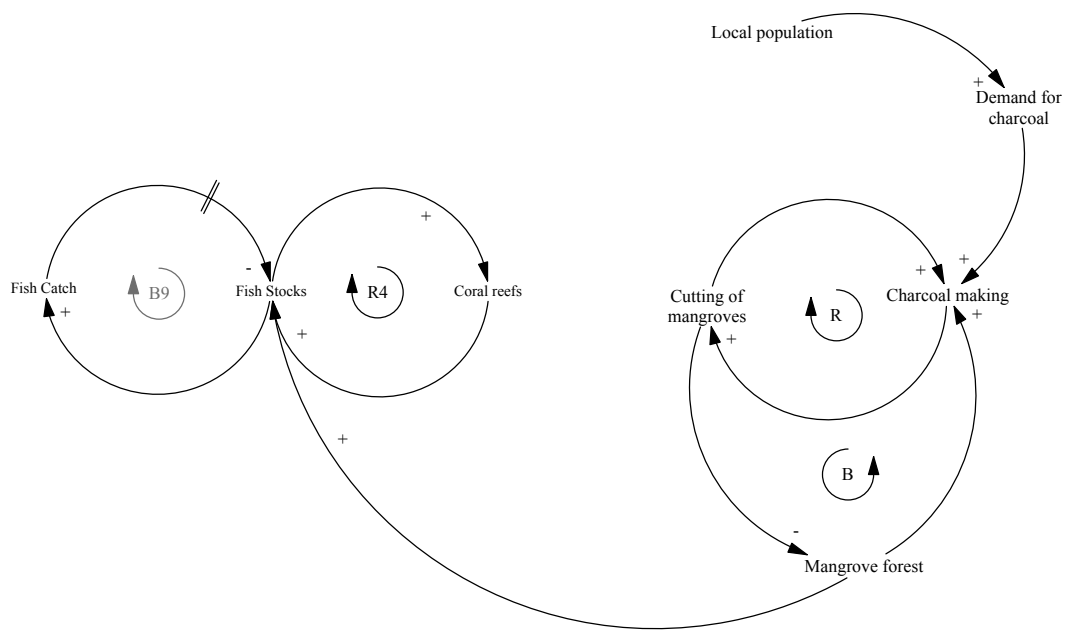 Local population
+
Demand for
charcoal
+
-
+
+
Fish Catch
B9
Fish Stocks
R4
Coral reefs
Cutting of
mangroves
R
Charcoal making
+
+
+
+
+
B
-
Mangrove forest